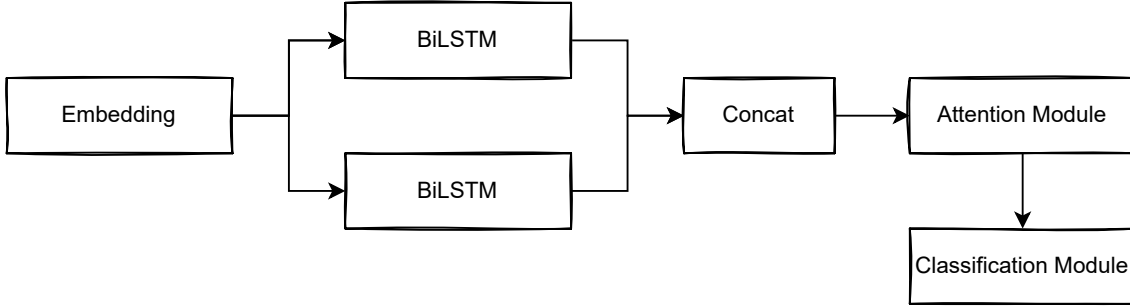 Embedding
BiLSTM
BiLSTM
Concat
Attention Module
Classification Module